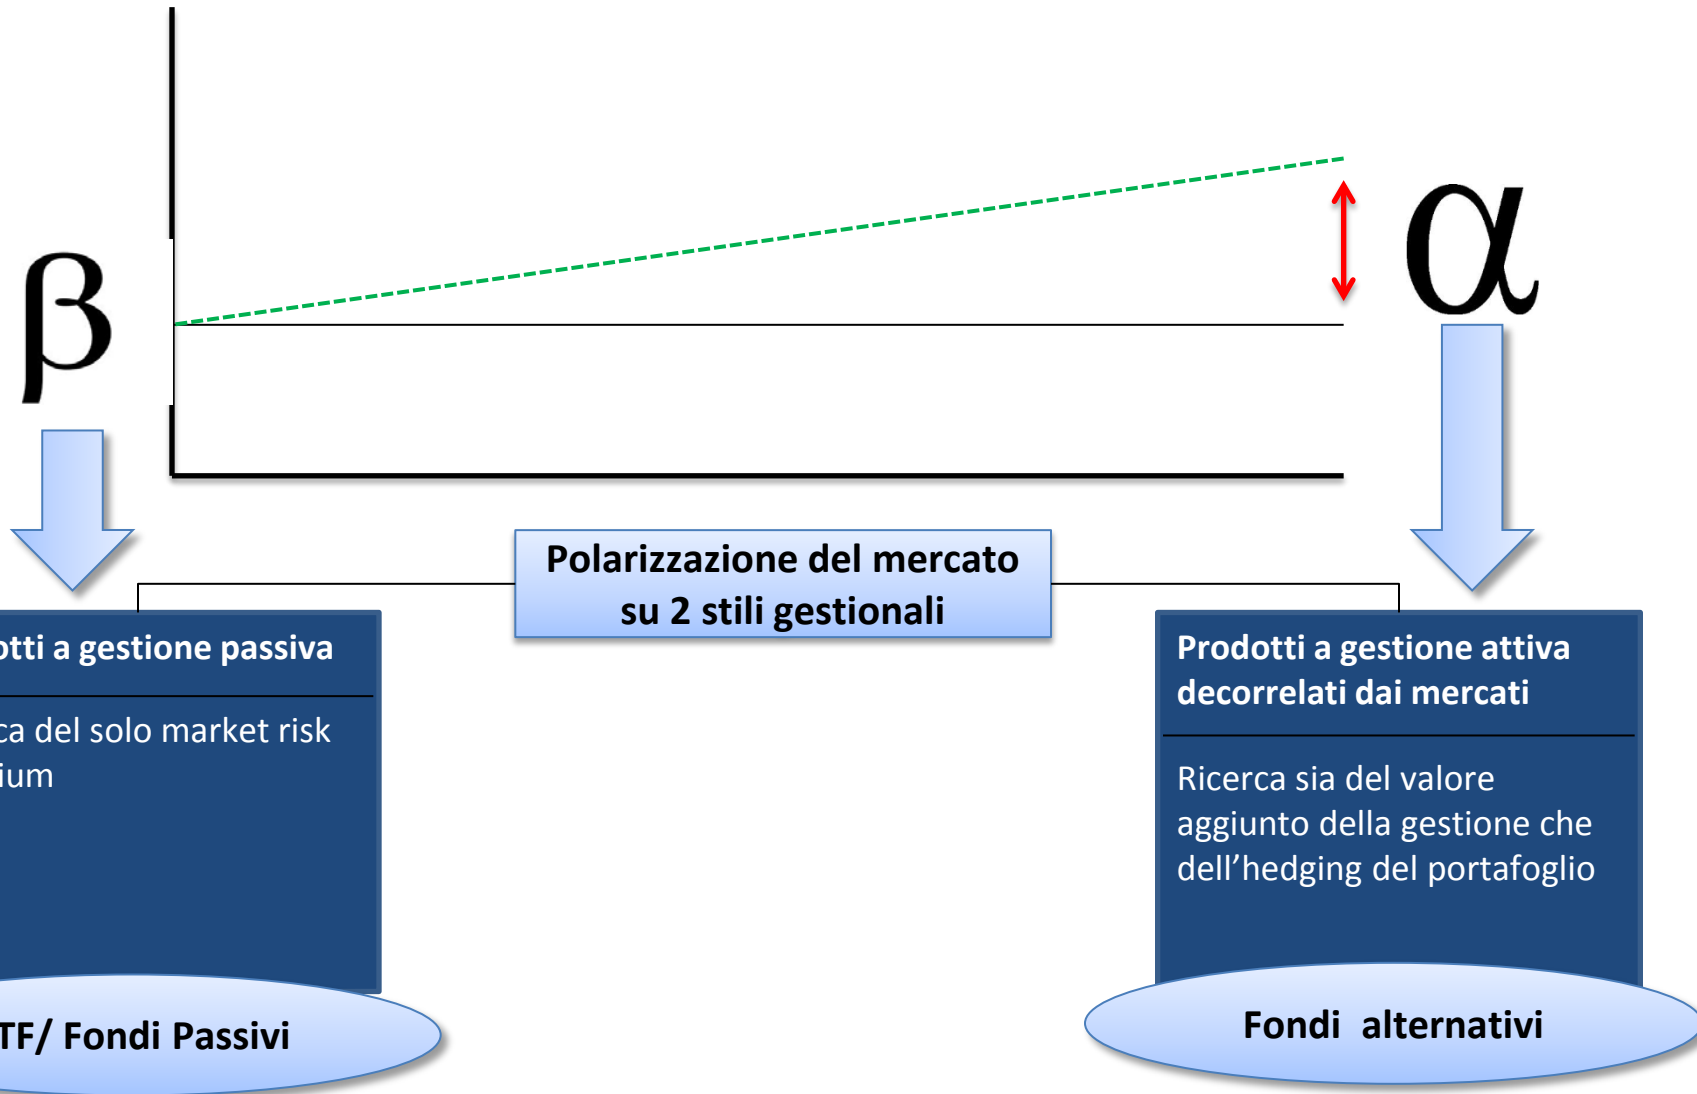 β
α
Polarizzazione del mercato
su 2 stili gestionali
otti a gestione passiva
ca del solo market risk
ium
TF/ Fondi Passivi
Prodotti a gestione attiva
decorrelati dai mercati
Ricerca sia del valore
aggiunto della gestione che
dell’hedging del portafoglio
Fondi alternativi